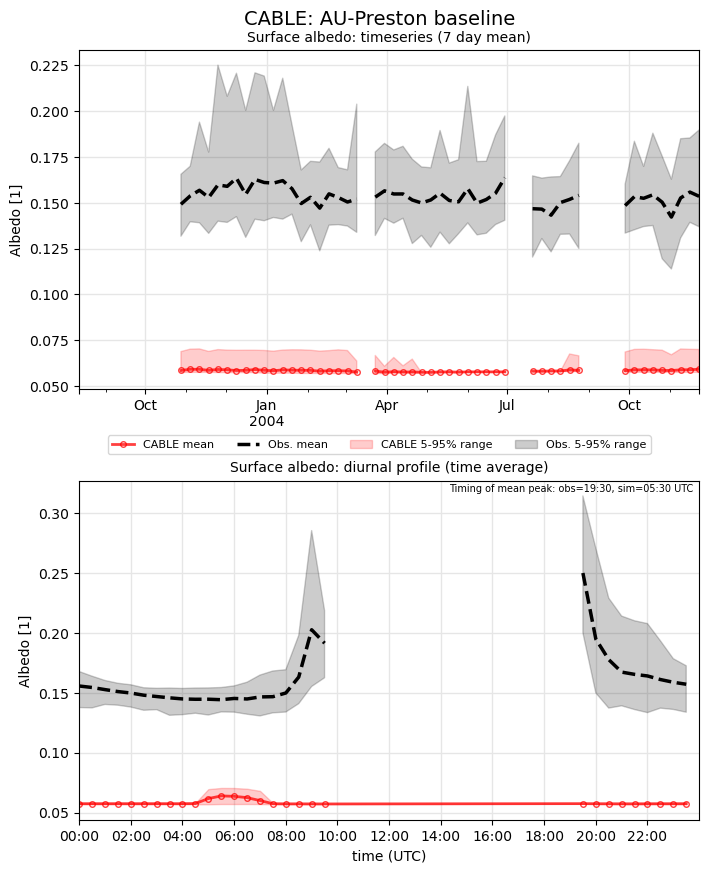 CABLE: AU-Preston baseline
Surface albedo: timeseries (7 day mean)
0.225
0.200
0.175
0.150
0.125
0.100
0.075
0.050
Albedo [1]
Oct Jan Apr Jul Oct
2004
CABLE mean Obs. mean CABLE 5-95% range Obs. 5-95% range
Surface albedo: diurnal profile (time average)
Timing of mean peak: obs=19:30, sim=05:30 UTC
0.30
0.25
0.20
0.15
0.10
0.05
Albedo [1]
00:00 02:00 04:00 06:00 08:00 10:00 12:00 14:00 16:00 18:00 20:00 22:00
time (UTC)